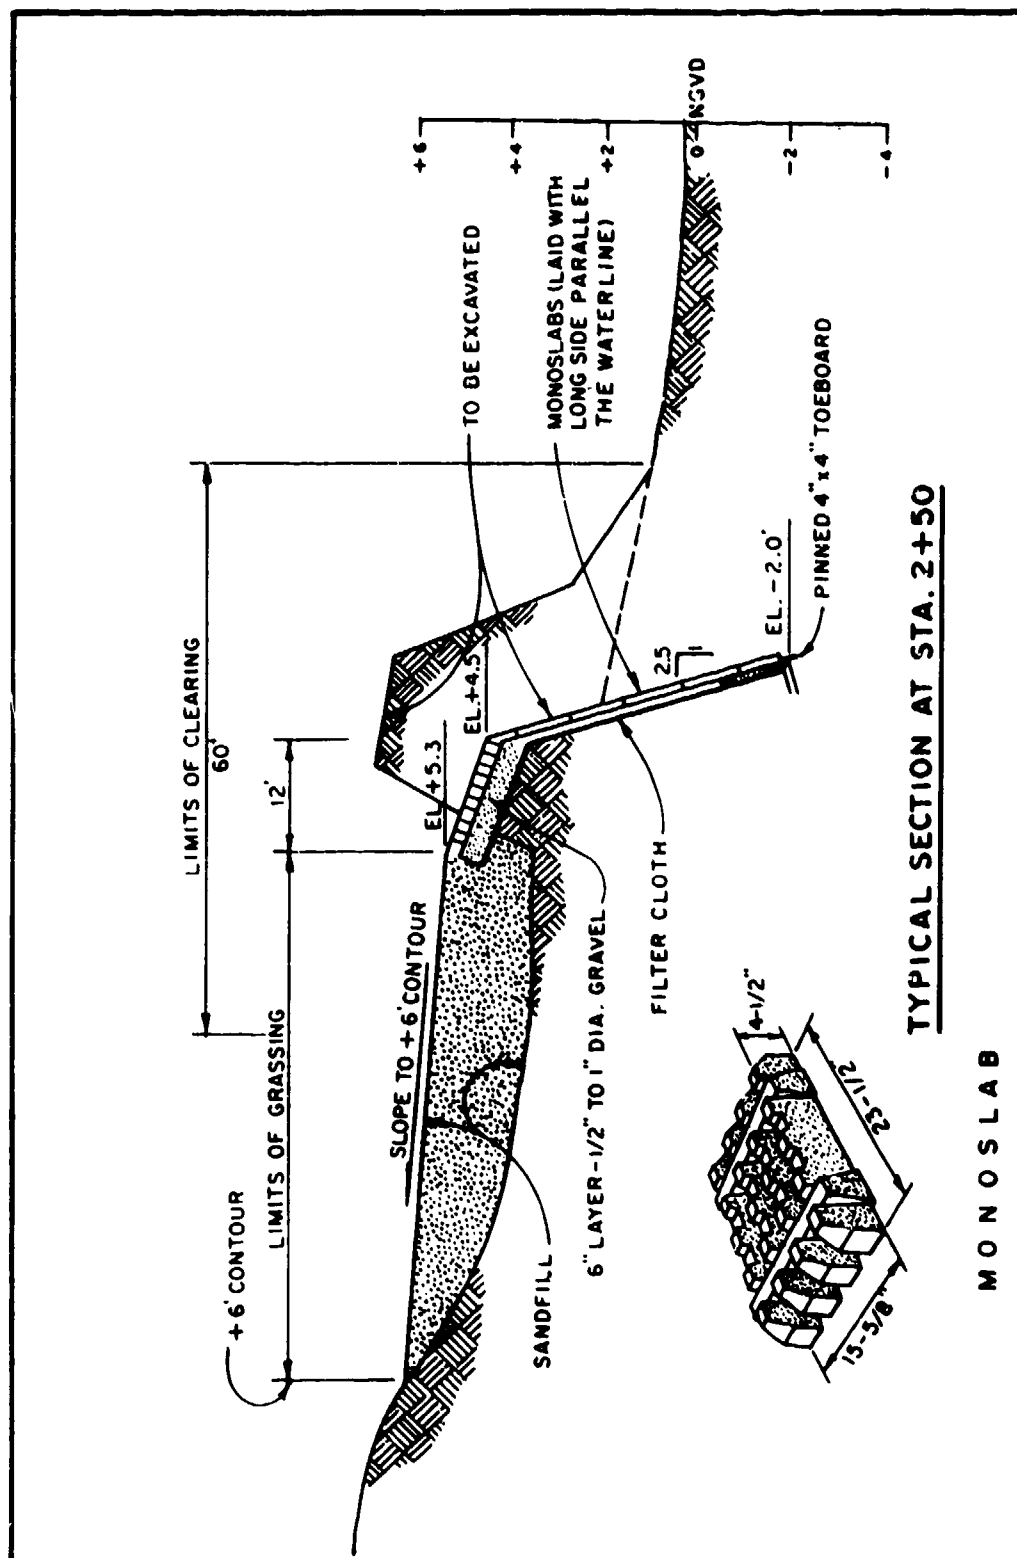 +6' CONTOUR
LIMITS OF CLEARING
60'
LIMITS OF GRASSING
12'
SLOPE TO +6' CONTOUR
EL.+5.3
EL.+4.5
+6
+4
+2
0
NGVD
-2
-4
TO BE EXCAVATED
MONOSLABS (LAID WITH
LONG SIDE PARALLEL
THE WATERLINE)
2.5
1
EL. -2.0'
PINNED 4" x 4" TOEBOARD
SANDFILL
6" LAYER-1/2" TO 1" DIA. GRAVEL
FILTER CLOTH
4-1/2"
23-1/2"
15-5/8"
MONOSLAB
TYPICAL SECTION AT STA. 2+50